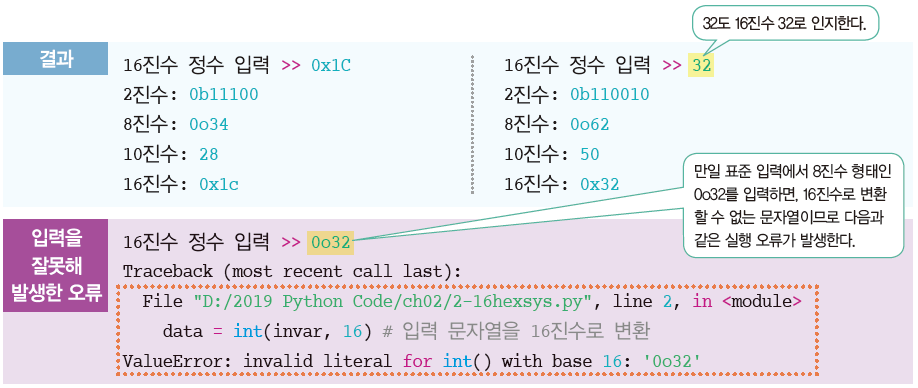 32도 16진수 32로 인지한다.
결과
16진수 정수 입력 >> 0x1C
2진수: 0b11100
8진수: 0o34
10진수: 28
16진수: 0x1c
16진수 정수 입력 >> 32
2진수: 0b110010
8진수: 0o62
10진수: 50
16진수: 0x32
만일 표준 입력에서 8진수 형태인
0o32를 입력하면, 16진수로 변환
할 수 없는 문자열이므로 다음과
같은 실행 오류가 발생한다.
입력을
잘못해
발생한 오류
16진수 정수 입력 >> 0o32
Traceback (most recent call last):
File "D:/2019 Python Code/ch02/2-16hexsys.py", line 2, in <module>
data = int(invar, 16) # 입력 문자열을 16진수로 변환
ValueError: invalid literal for int() with base 16: '0o32'